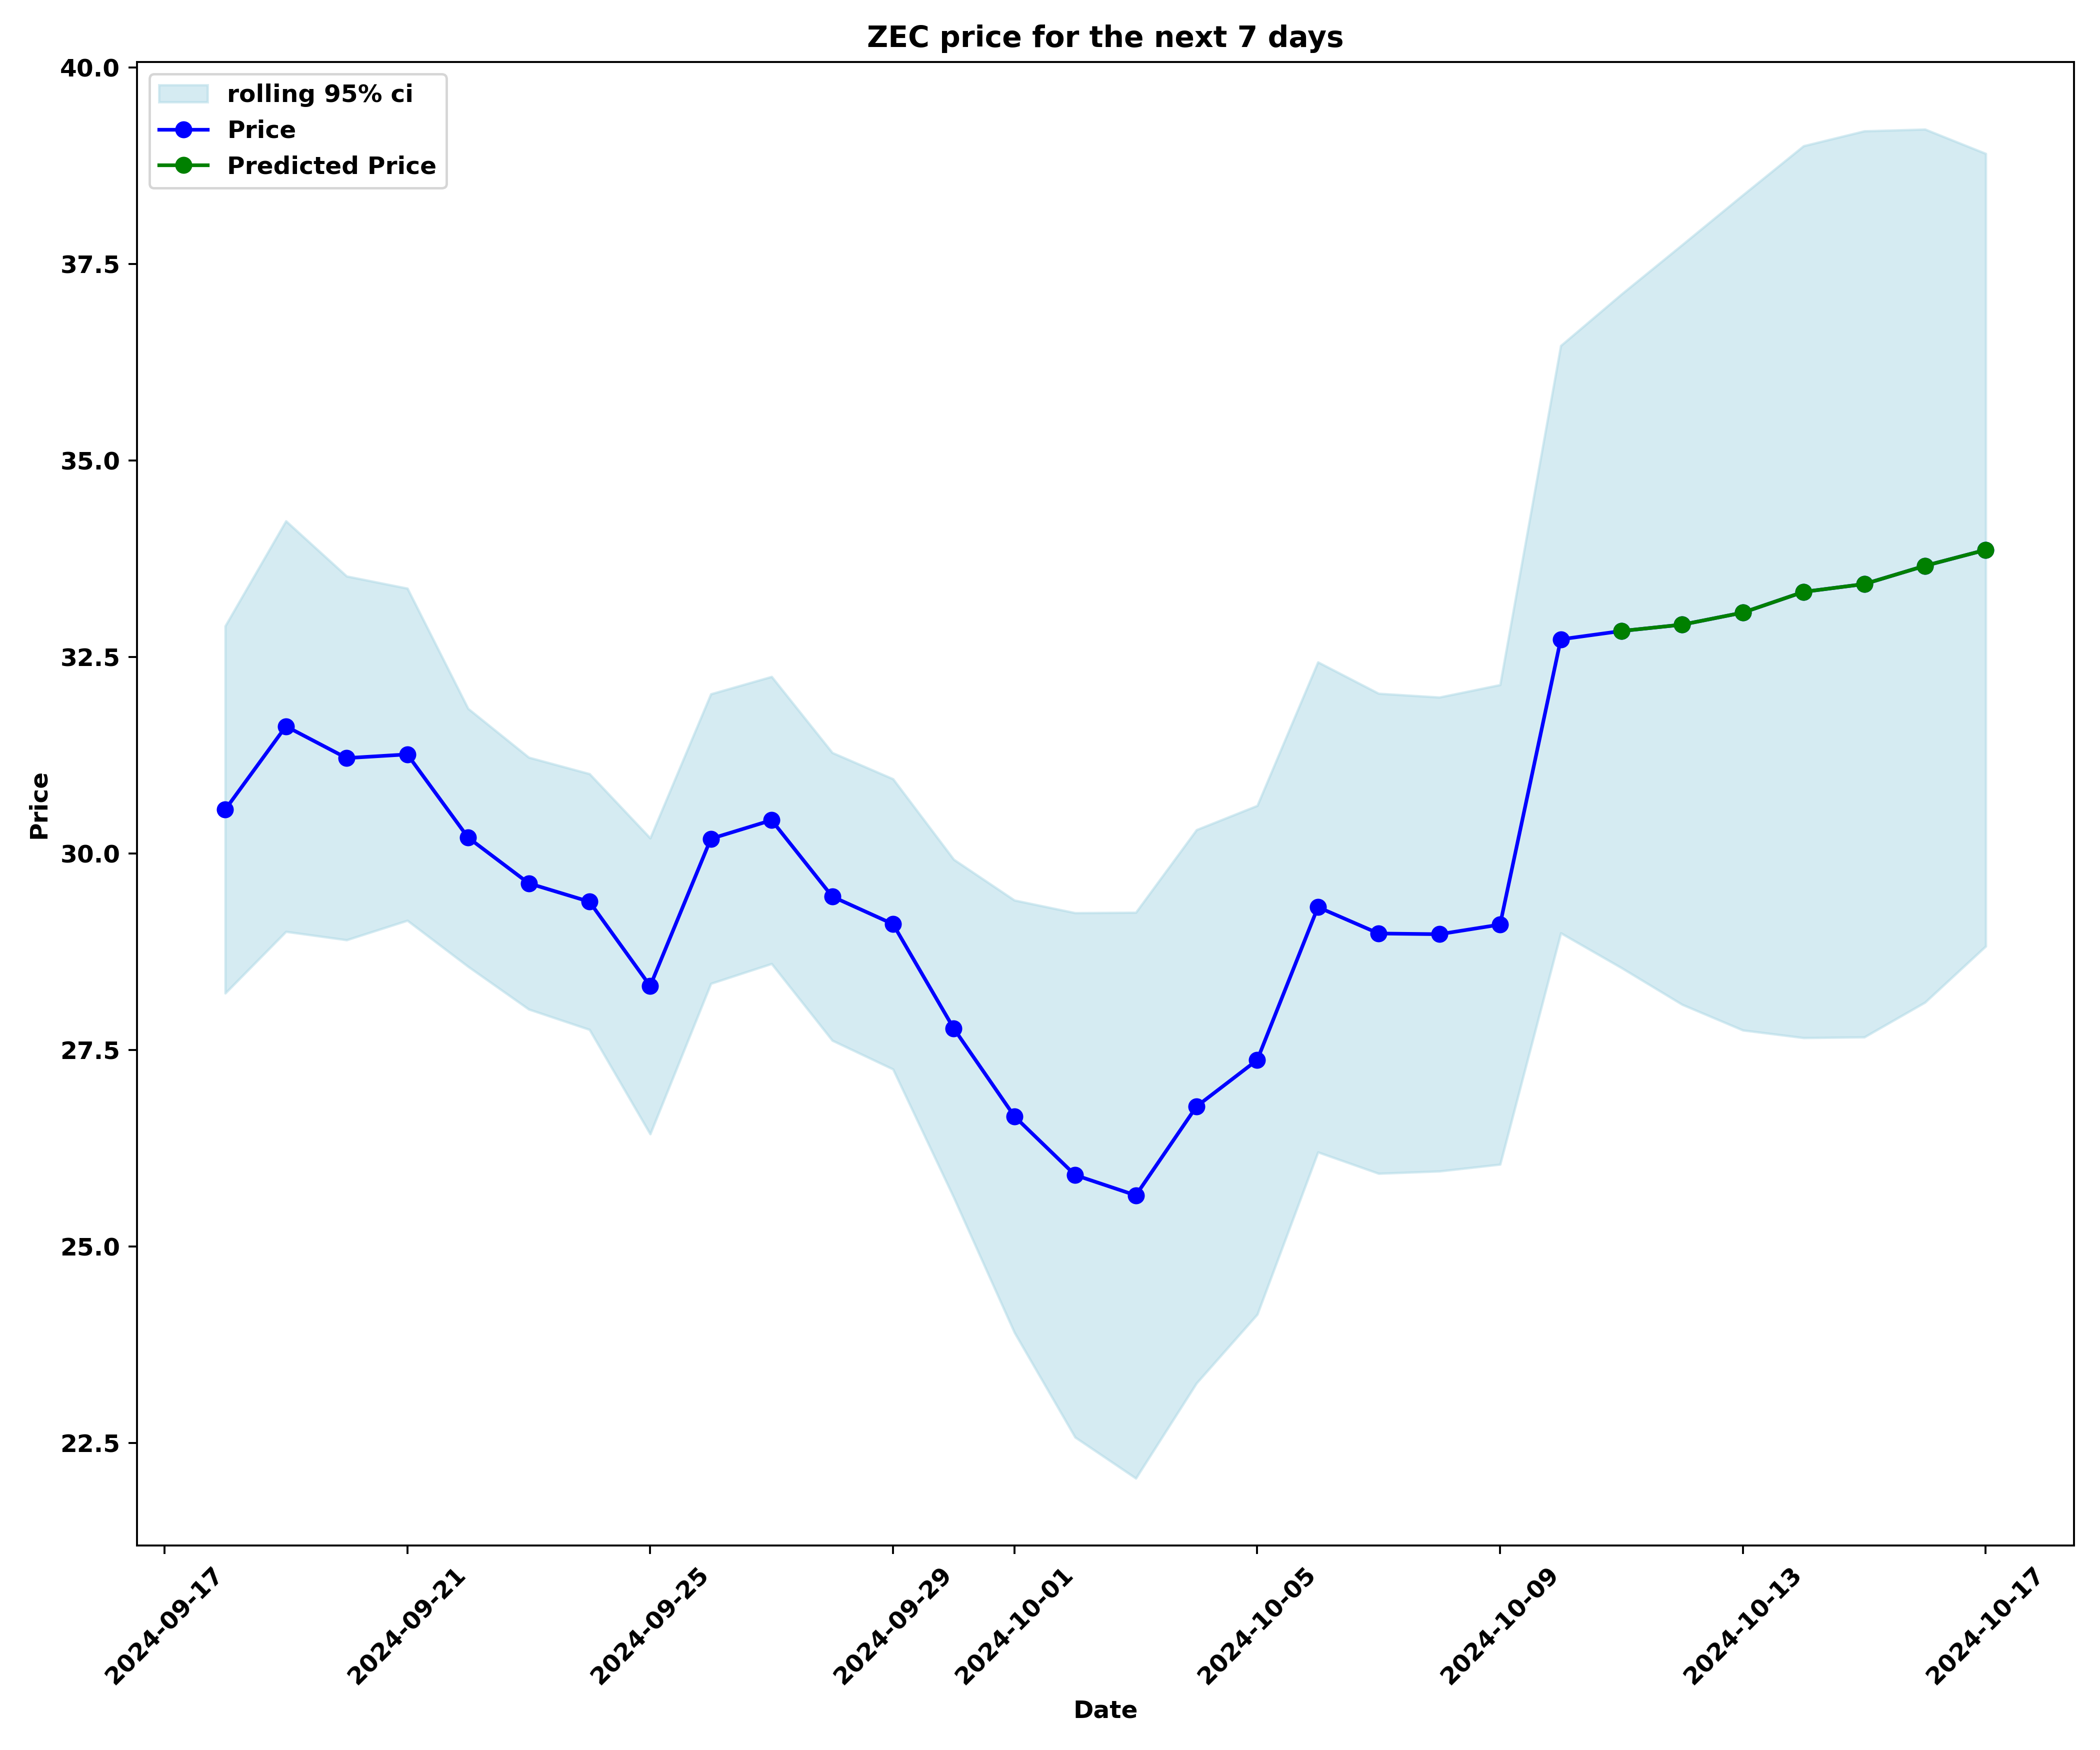 ZEC price for the next 7 days
rolling 95% ci
Price
Predicted Price
40.0
37.5
35.0
32.5
30.0
27.5
25.0
22.5
Price
2024-09-17
2024-09-21
2024-09-25
2024-09-29
2024-10-01
2024-10-05
2024-10-09
2024-10-13
2024-10-17
Date